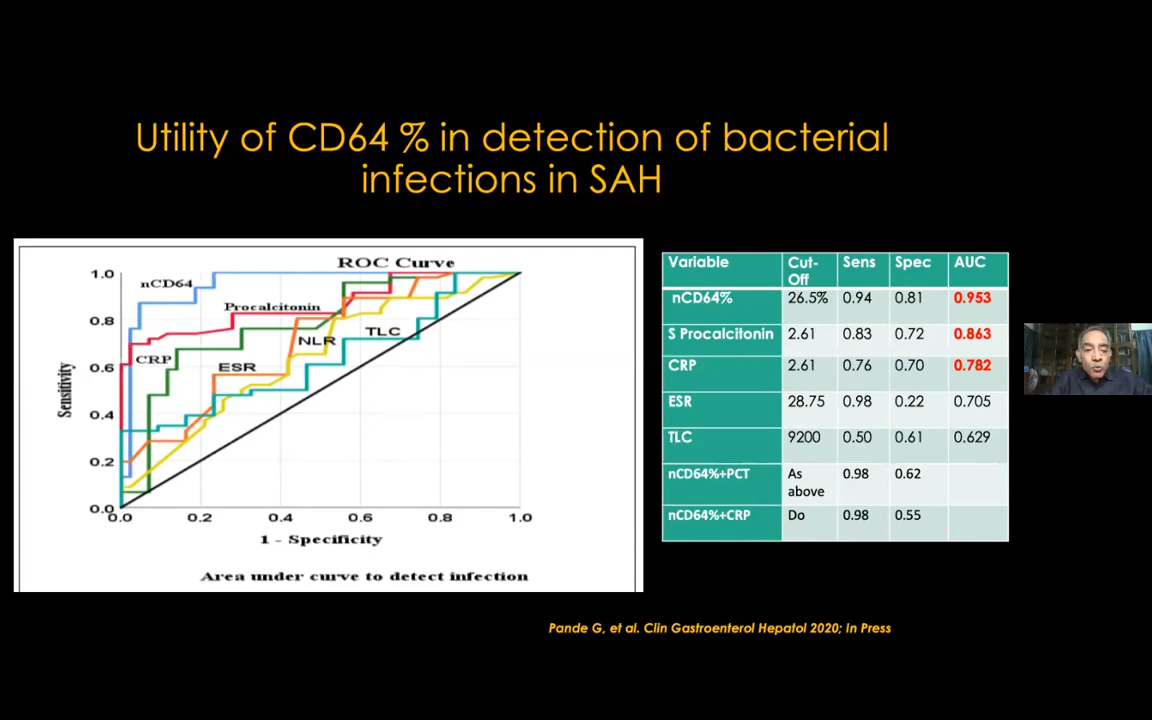 Utility of CD64 % in detection of bacterial
infections in SAH
ROC Curve
Sensitivity
1.0
0.8
0.6
0.4
0.2
0.0
nCD64
Procalcitonin
TLC
NLR
CRP
ESR
0.0 0.2 0.4 0.6 0.8 1.0
1 - Specificity
Area under curve to detect infection
Variable Cut-Off Sens Spec AUC
nCD64% 26.5% 0.94 0.81 0.953
S Procalcitonin 2.61 0.83 0.72 0.863
CRP 2.61 0.76 0.70 0.782
ESR 28.75 0.98 0.22 0.705
TLC 9200 0.50 0.61 0.629
nCD64%+PCT As above 0.98 0.62
nCD64%+CRP Do 0.98 0.55
Pande G, et al. Clin Gastroenterol Hepatol 2020; In Press